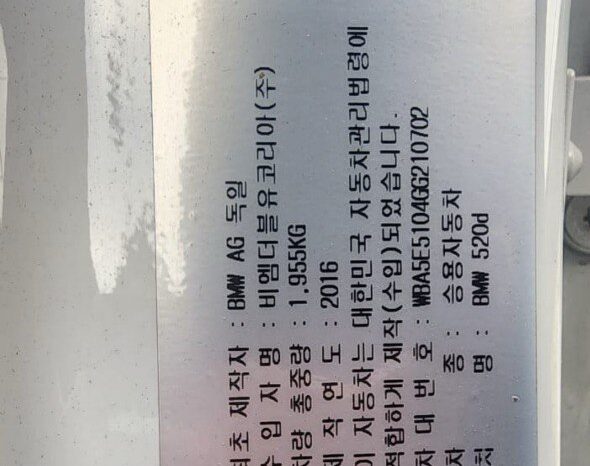 최초 제작자 : BMW AG 독일
수 입 자 명 : 비엠더블유코리아(주)
차량 총중량 : 1,955KG
제 작 연 도 : 2016
이 자동차는 대한민국 자동차관리법령에
적합하게 제작(수입)되었습니다.
차 대 번 호 : WBA5E5104GG210702
차 종 : 승용자동차
명 : BMW 520d